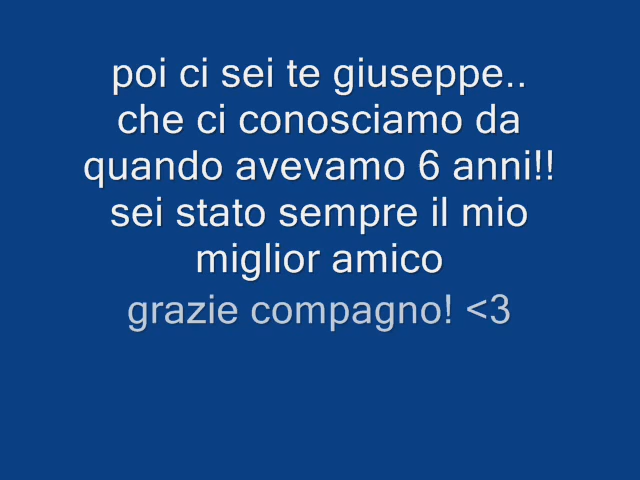 poi ci sei te giuseppe..
che ci conosciamo da
quando avevamo 6 anni!!
sei stato sempre il mio
miglior amico
grazie compagno! <3